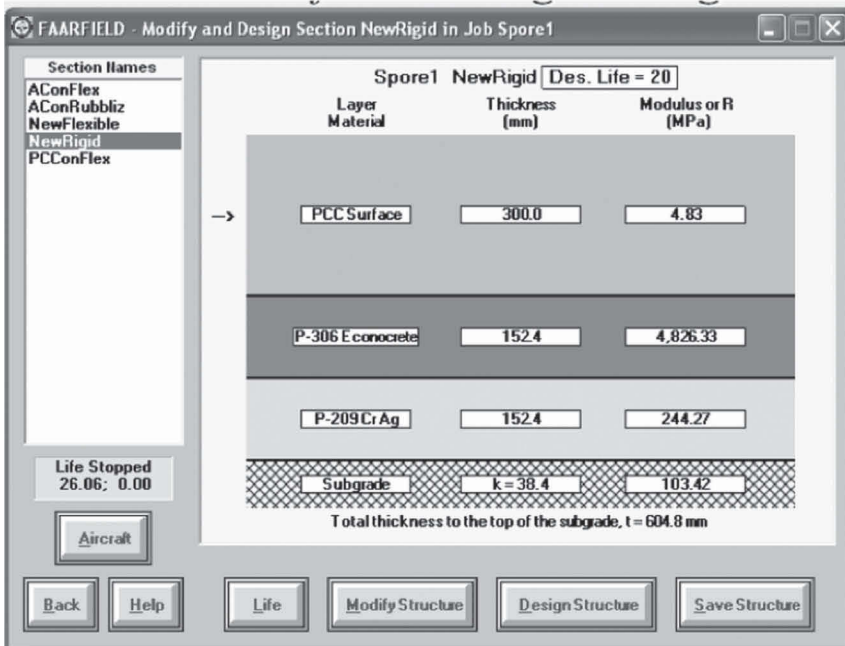 FAARFIELD - Modify and Design Section NewRigid in Job Spore1
Section Names
AConFlex
AConRubbliz
NewFlexible
NewRigid
PCConFlex
Spore1 NewRigid Des. Life = 20
Layer Material Thickness (mm) Modulus or R (MPa)
--> PCC Surface 300.0 4.83
P-306 Econocrete 152.4 4,826.33
P-209 Cr Ag 152.4 244.27
Subgrade k = 38.4 103.42
Total thickness to the top of the subgrade, t = 604.8 mm
Life Stopped
26.06; 0.00
Aircraft
Back Help Life Modify Structure Design Structure Save Structure